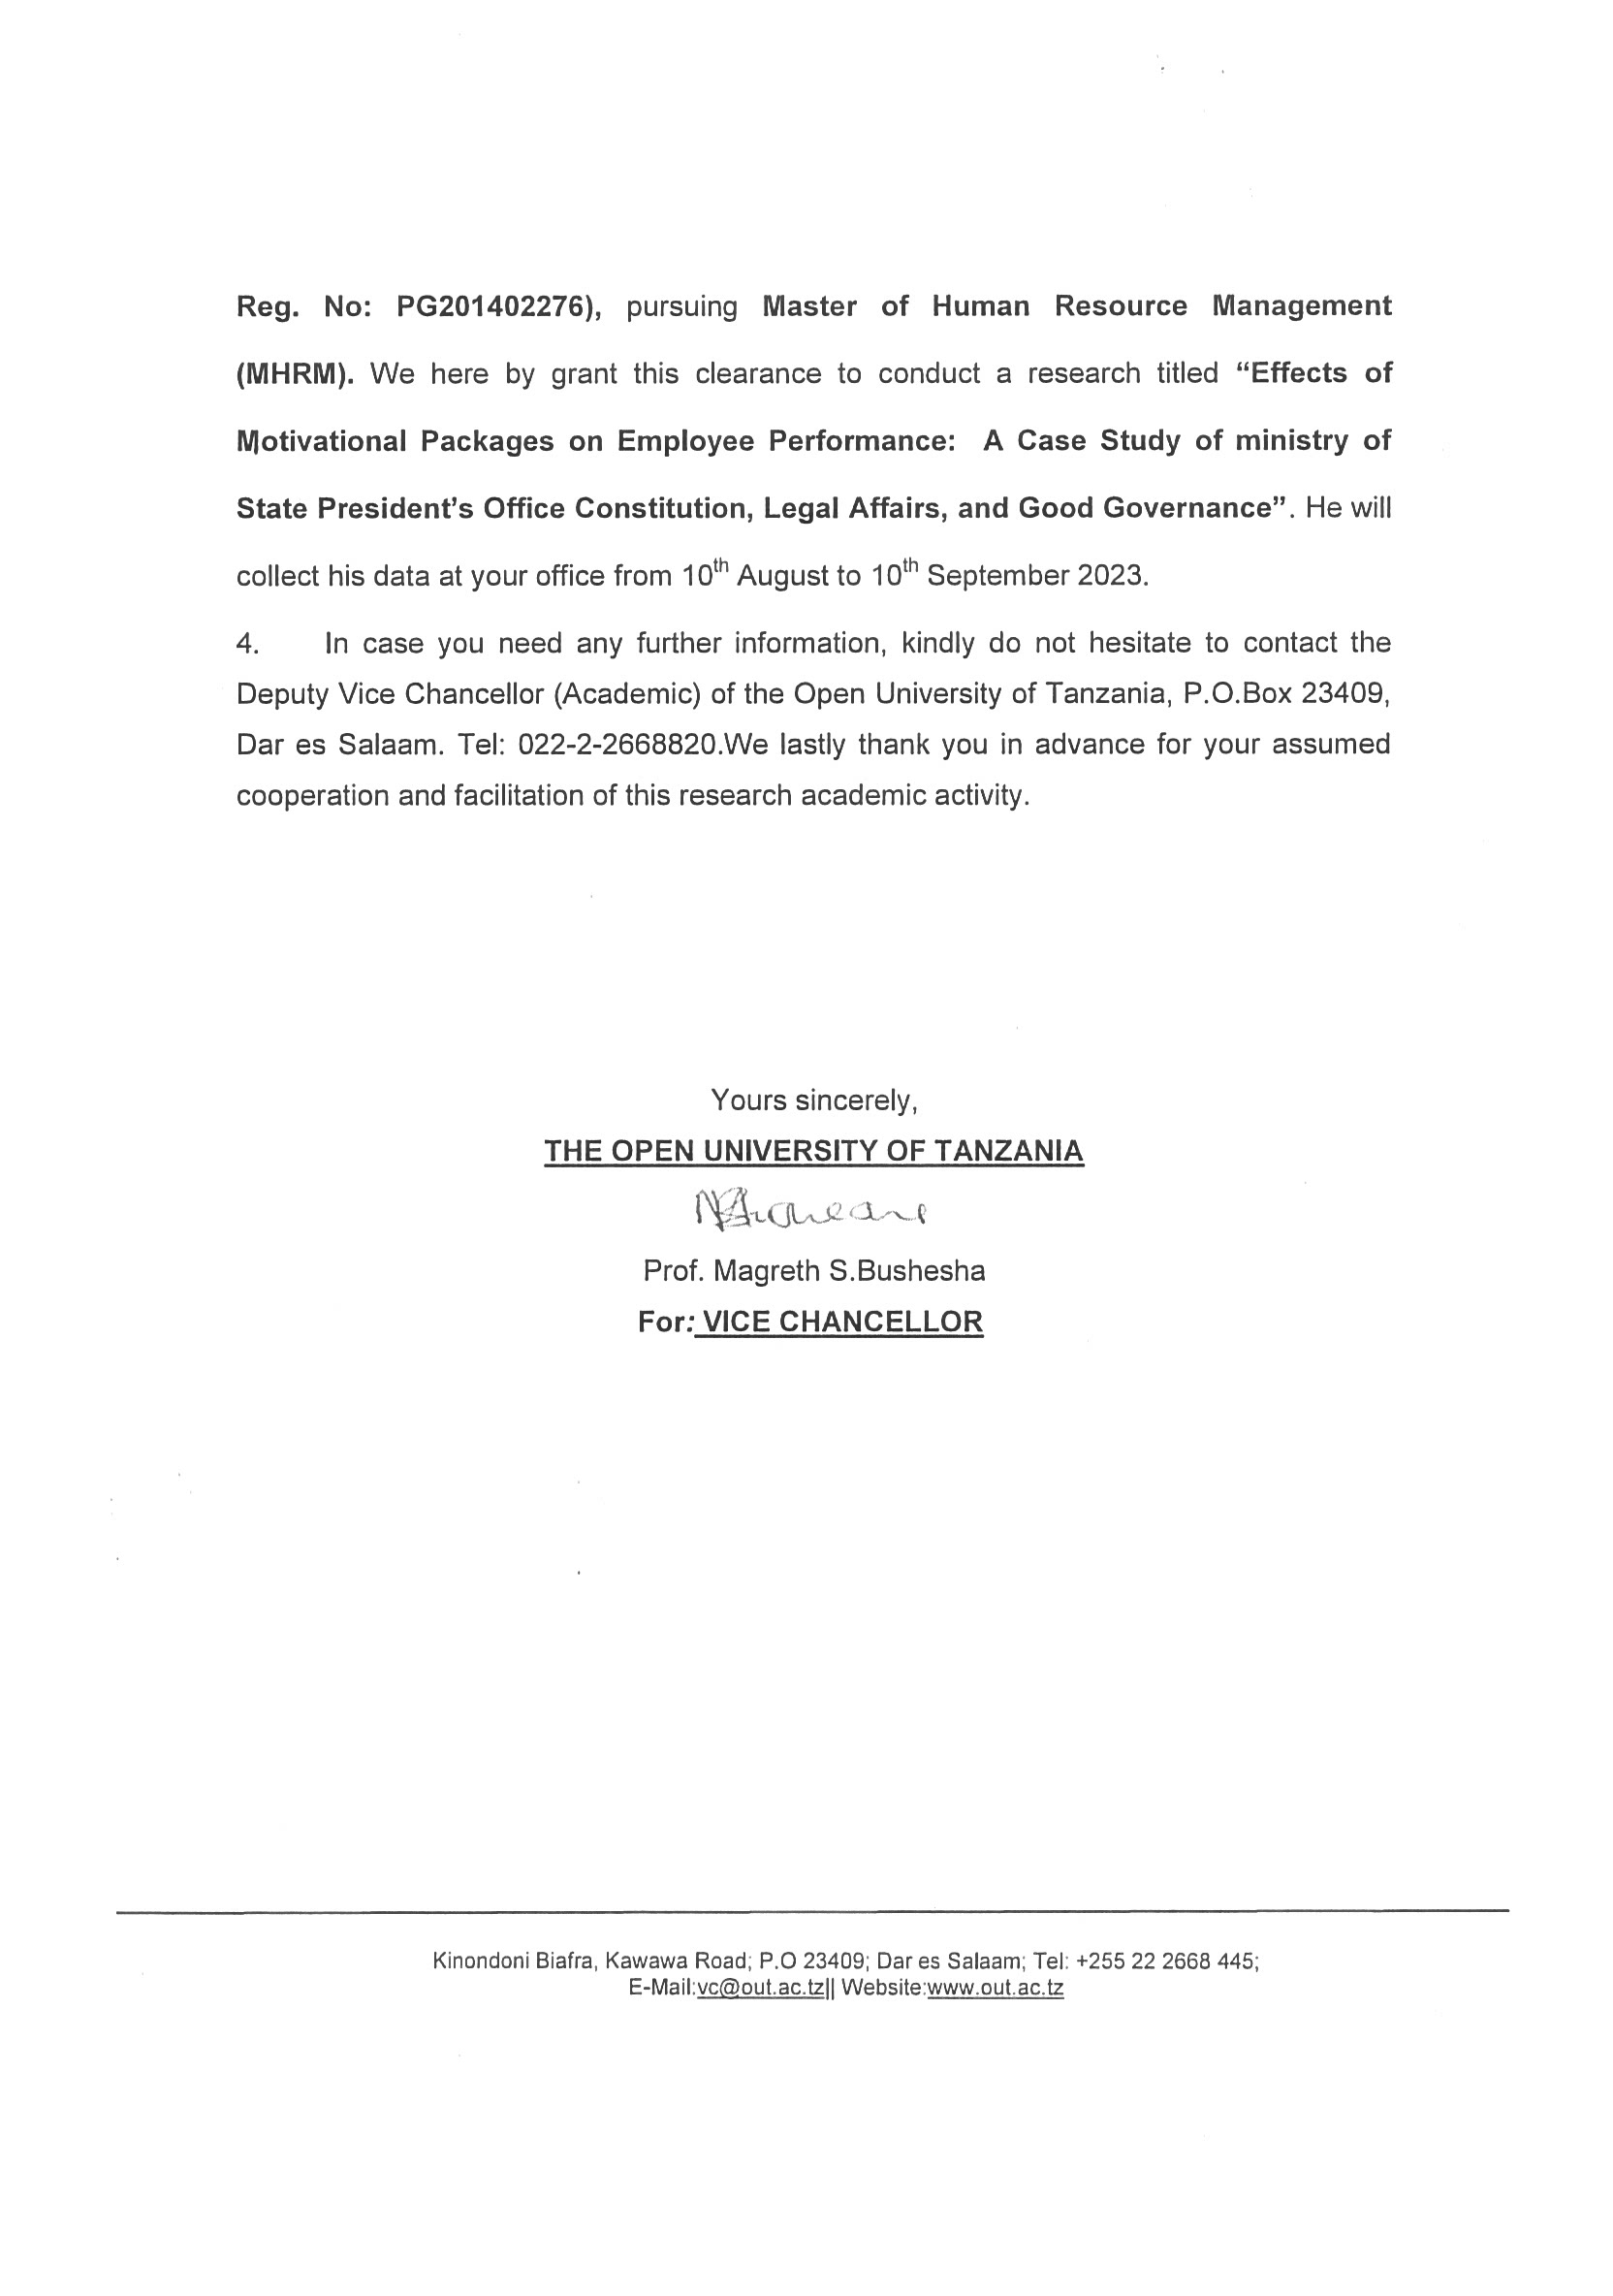 Reg. No: PG201402276), pursuing Master of Human Resource Management
(MHRM). We here by grant this clearance to conduct a research titled “Effects of
Motivational Packages on Employee Performance: A Case Study of ministry of
State President’s Office Constitution, Legal Affairs, and Good Governance”. He will
collect his data at your office from 10th August to 10th September 2023.
4. In case you need any further information, kindly do not hesitate to contact the
Deputy Vice Chancellor (Academic) of the Open University of Tanzania, P.O.Box 23409,
Dar es Salaam. Tel: 022-2-2668820.We lastly thank you in advance for your assumed
cooperation and facilitation of this research academic activity.
Yours sincerely,
THE OPEN UNIVERSITY OF TANZANIA
Prof. Magreth S.Bushesha
For: VICE CHANCELLOR
Kinondoni Biafra, Kawawa Road; P.O 23409; Dar es Salaam; Tel: +255 22 2668 445;
E-Mail:vc@out.ac.tz|| Website:www.out.ac.tz